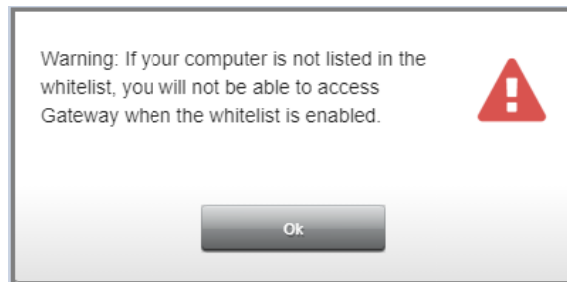 Warning: If your computer is not listed in the
whitelist, you will not be able to access
Gateway when the whitelist is enabled.
Ok